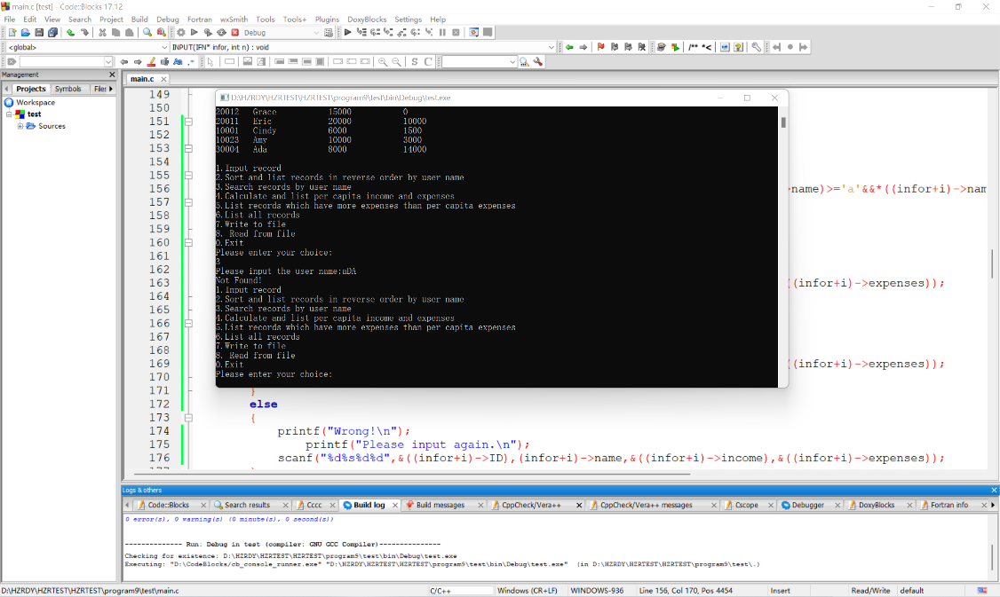 main.c [test] - Code::Blocks 17.12
File Edit View Search Project Build Debug Fortran wxSmith Tools Tools+ Plugins DoxyBlocks Settings Help
Debug
<global> INPUT(IFN* infor, int n) : void
/** *<
S C
Management
main.c
Projects Symbols Files
Workspace
test
Sources
D:\HZRDY\HZRTEST\HZRTEST\program9\test\bin\Debug\test.exe
20012 Grace 15000 0
20011 Eric 20000 10000
10001 Cindy 6000 1500
10023 Amy 10000 3000
30004 Ada 8000 14000
1.Input record
2.Sort and list records in reverse order by user name
3.Search records by user name
4.Calculate and list per capita income and expenses
5.List records which have more expenses than per capita expenses
6.List all records
7.Write to file
8. Read from file
0.Exit
Please enter your choice:
3
Please input the user name:aDA
Not Found!
1.Input record
2.Sort and list records in reverse order by user name
3.Search records by user name
4.Calculate and list per capita income and expenses
5.List records which have more expenses than per capita expenses
6.List all records
7.Write to file
8. Read from file
0.Exit
Please enter your choice:
149
150
151
152
153
154
155
156 name)>='a'&&*((infor+i)->nam
157
158
159
160
161
162
163 (infor+i)->expenses));
164
165
166
167
168
169 (infor+i)->expenses));
170
171 }
172 else
173 {
174 printf("Wrong!\n");
175 printf("Please input again.\n");
176 scanf("%d%s%d%d",&((infor+i)->ID),(infor+i)->name,&((infor+i)->income),&((infor+i)->expenses));
Logs & others
Code::Blocks Search results Cccc Build log Build messages CppCheck/Vera++ CppCheck/Vera++ messages Cscope Debugger DoxyBlocks Fortran info
0 error(s), 0 warning(s) (0 minute(s), 0 second(s))
-------------- Run: Debug in test (compiler: GNU GCC Compiler)---------------
Checking for existence: D:\HZRDY\HZRTEST\HZRTEST\program9\test\bin\Debug\test.exe
Executing: "D:\CodeBlocks/cb_console_runner.exe" "D:\HZRDY\HZRTEST\HZRTEST\program9\test\bin\Debug\test.exe" (in D:\HZRDY\HZRTEST\HZRTEST\program9\test\.)
D:\HZRDY\HZRTEST\HZRTEST\program9\test\main.c C/C++ Windows (CR+LF) WINDOWS-936 Line 156, Col 170, Pos 4454 Insert Read/Write default